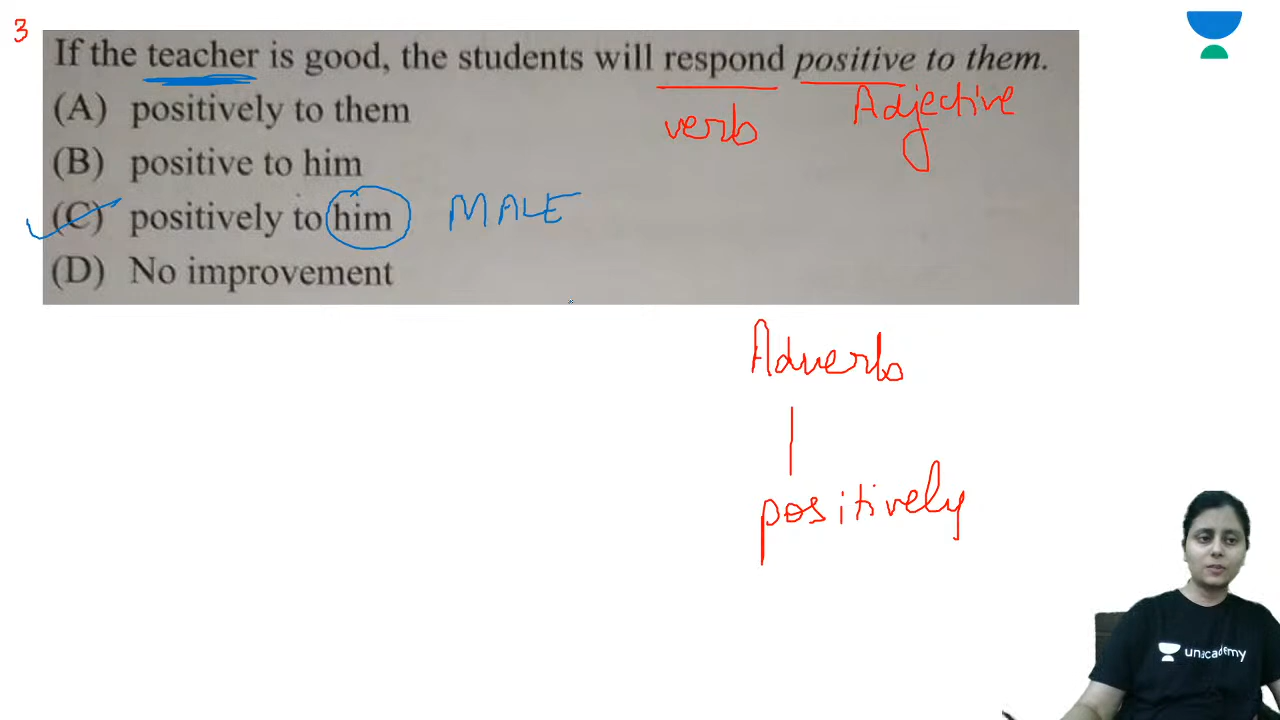 3
If the teacher is good, the students will respond positive to them.
(A) positively to them
verb
Adjective
(B) positive to him
(C) positively to him
MALE
(D) No improvement
Adverb
positively
unacademy